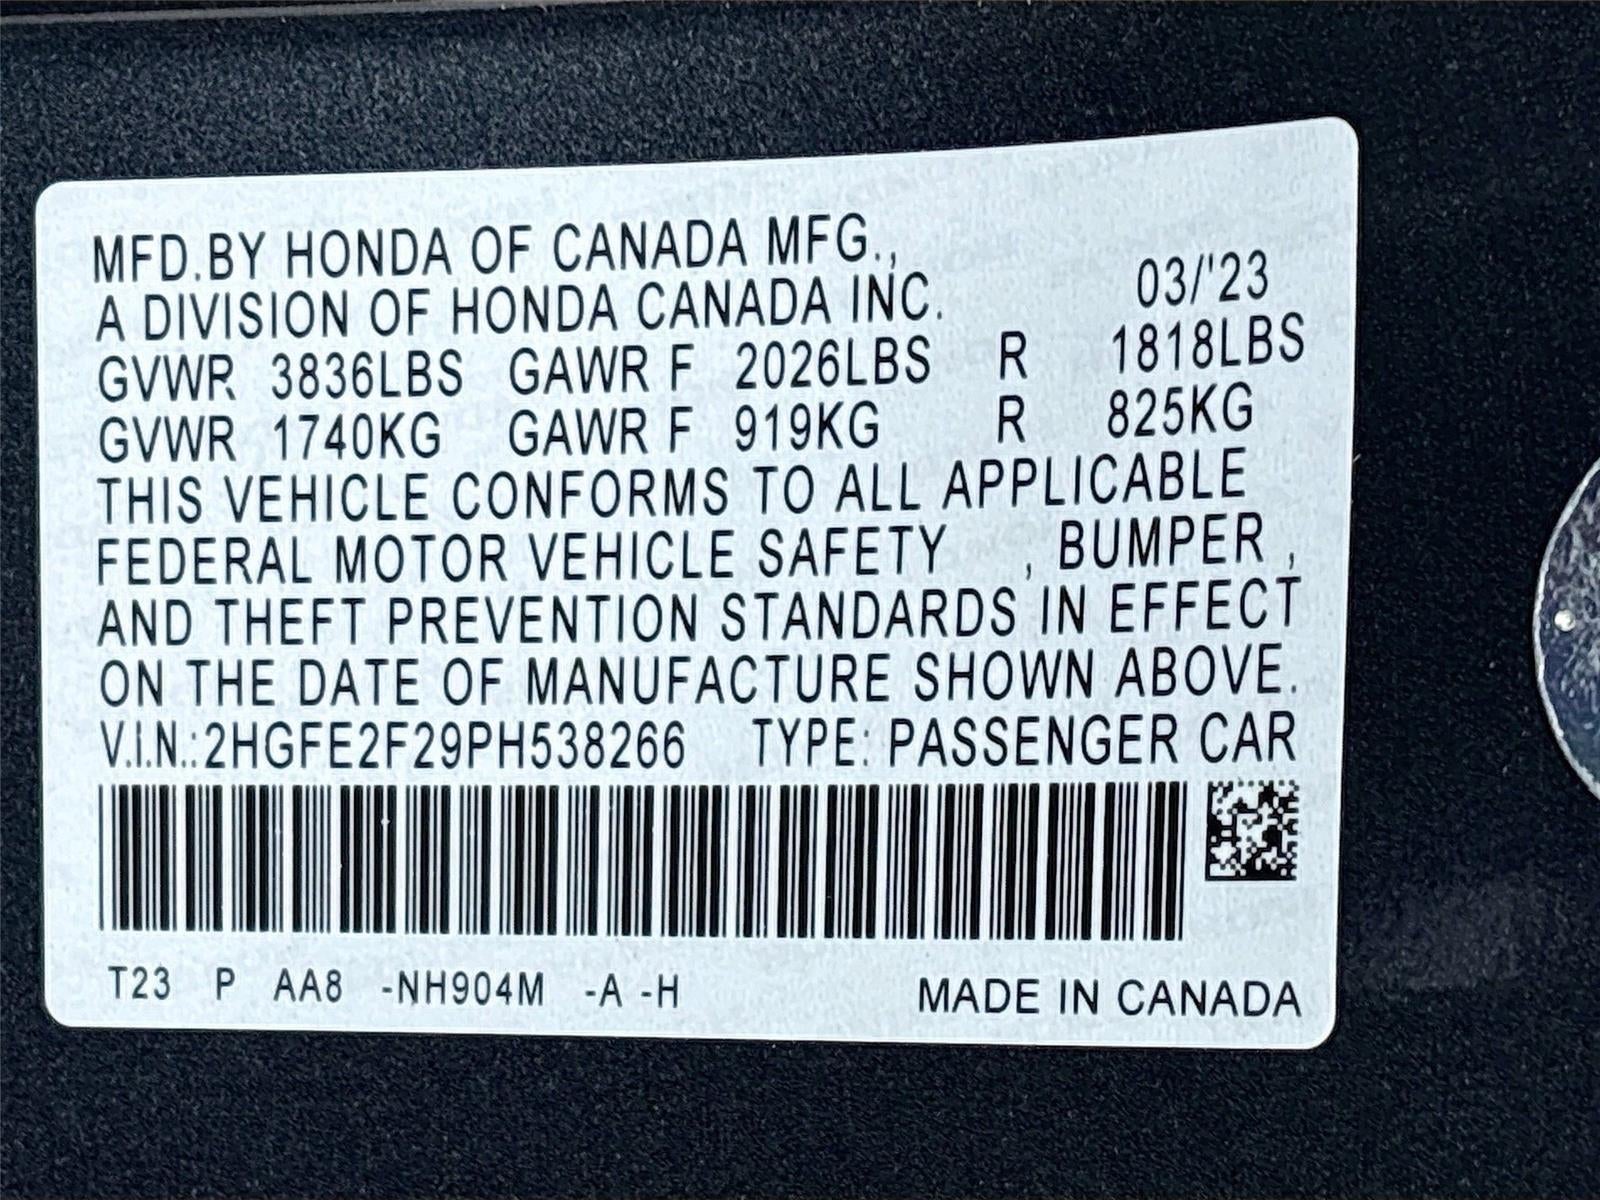 MFD.BY HONDA OF CANADA MFG.,
A DIVISION OF HONDA CANADA INC. 03/'23
GVWR 3836LBS GAWR F 2026LBS R 1818LBS
GVWR 1740KG GAWR F 919KG R 825KG
THIS VEHICLE CONFORMS TO ALL APPLICABLE
FEDERAL MOTOR VEHICLE SAFETY , BUMPER ,
AND THEFT PREVENTION STANDARDS IN EFFECT
ON THE DATE OF MANUFACTURE SHOWN ABOVE.
V.I.N.:2HGFE2F29PH538266 TYPE: PASSENGER CAR
T23 P AA8 -NH904M -A -H MADE IN CANADA